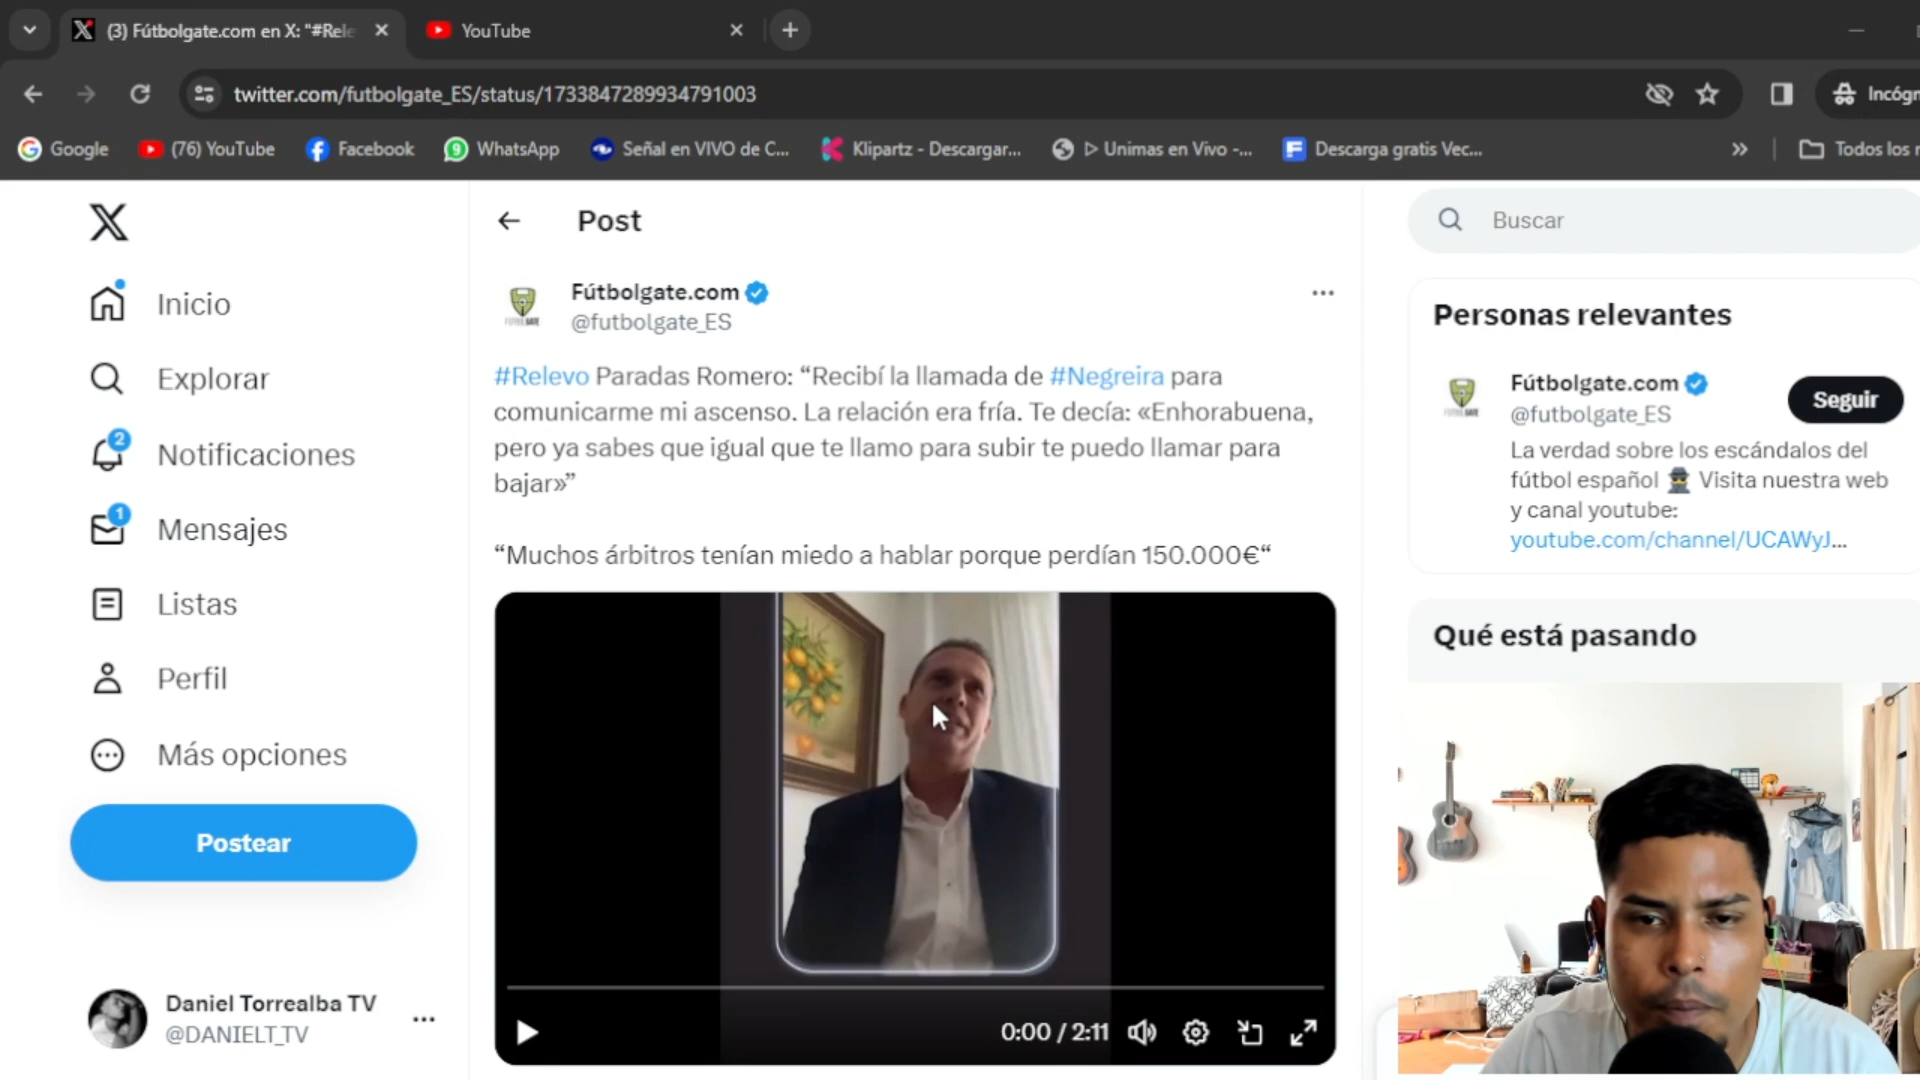 (3) Fútbolgate.com en X: "#Rele
YouTube
twitter.com/futbolgate_ES/status/1733847289934791003
Incógn
Google
(76) YouTube
Facebook
WhatsApp
Señal en VIVO de C...
Klipartz - Descargar...
▷ Unimas en Vivo -...
Descarga gratis Vec...
»
Todos los r
Post
Buscar
Inicio
Explorar
2
Notificaciones
1
Mensajes
Listas
Perfil
Más opciones
Postear
Daniel Torrealba TV
@DANIELT_TV
Fútbolgate.com
@futbolgate_ES
#Relevo Paradas Romero: “Recibí la llamada de #Negreira para
comunicarme mi ascenso. La relación era fría. Te decía: «Enhorabuena,
pero ya sabes que igual que te llamo para subir te puedo llamar para
bajar»”
“Muchos árbitros tenían miedo a hablar porque perdían 150.000€“
0:00 / 2:11
Personas relevantes
Fútbolgate.com
@futbolgate_ES
Seguir
La verdad sobre los escándalos del
fútbol español 🕵️ Visita nuestra web
y canal youtube:
youtube.com/channel/UCAWyJ...
Qué está pasando